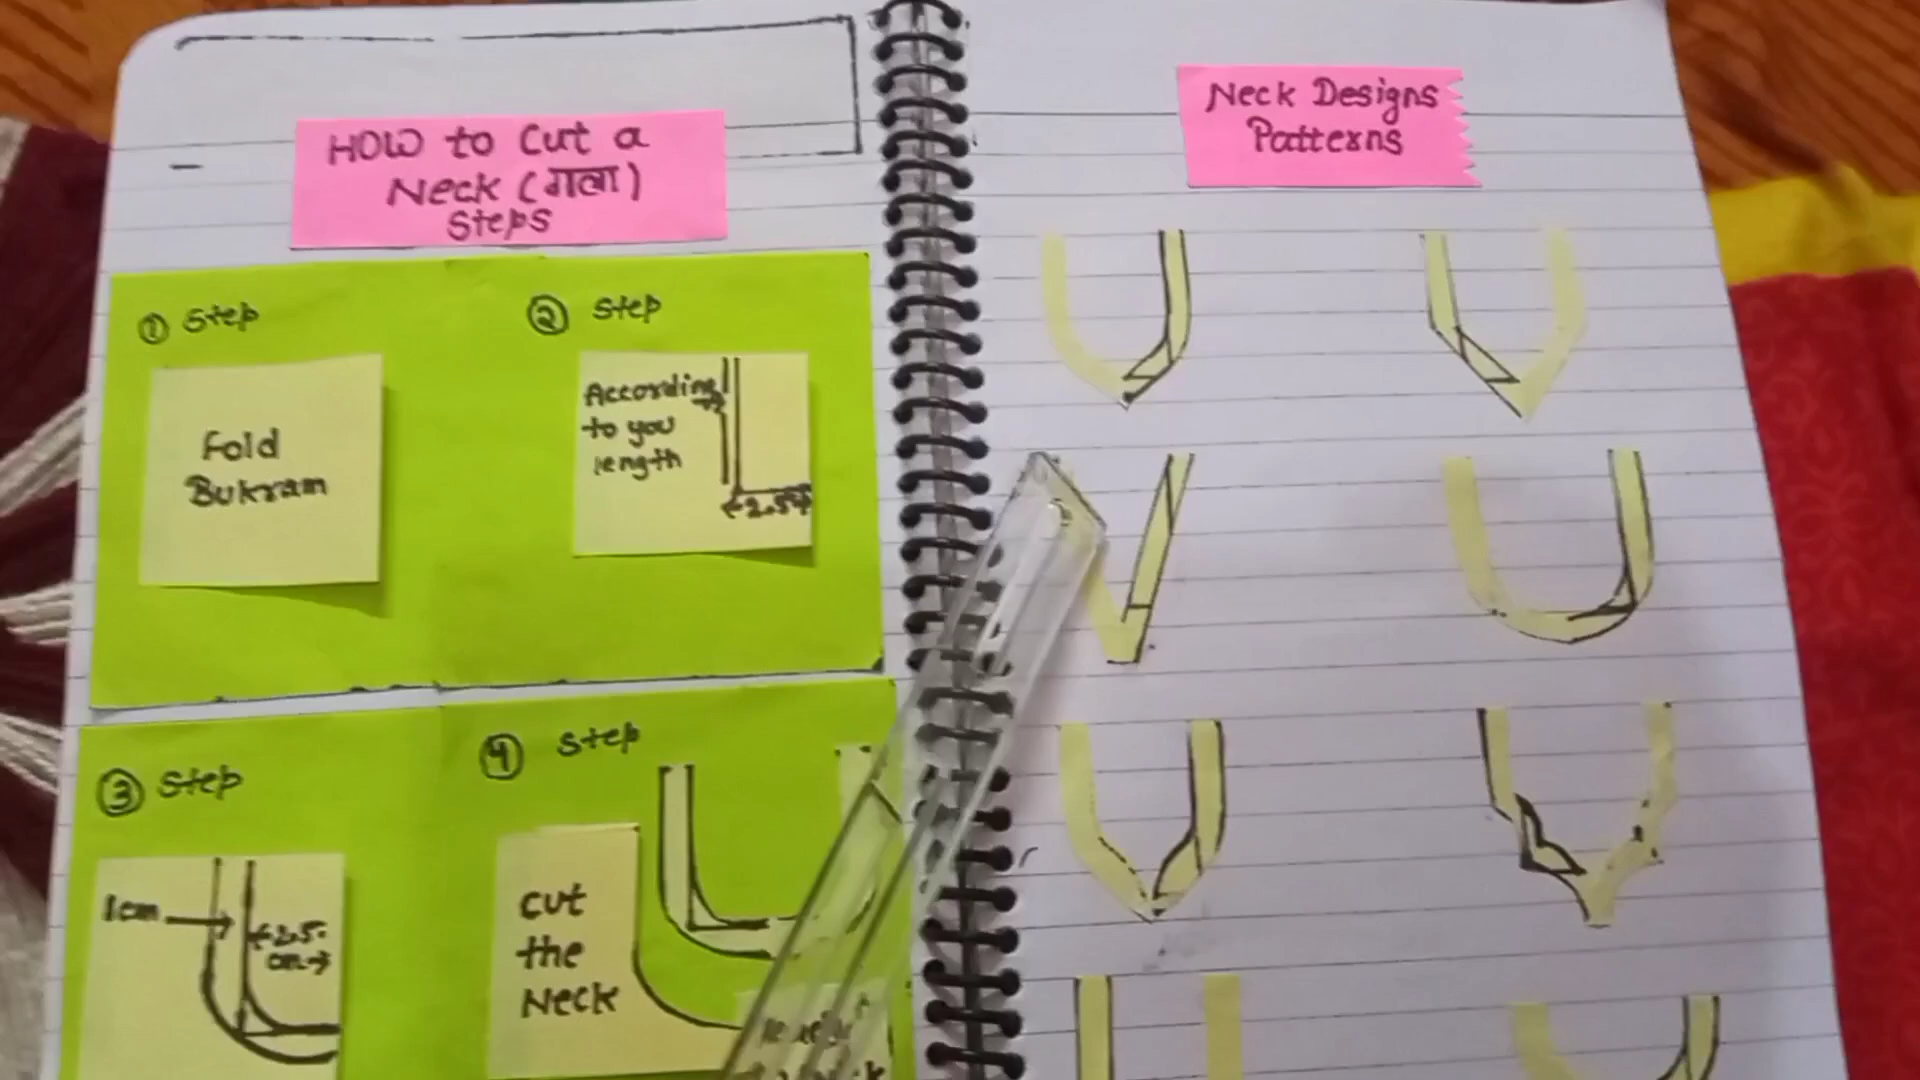 HOW to Cut a
Neck (गला)
Steps
① Step
Fold
Bukram
② Step
According
to you
length
③ Step
1cm
2.5
cm
④ Step
Cut
the
Neck
Neck Designs
Patterns